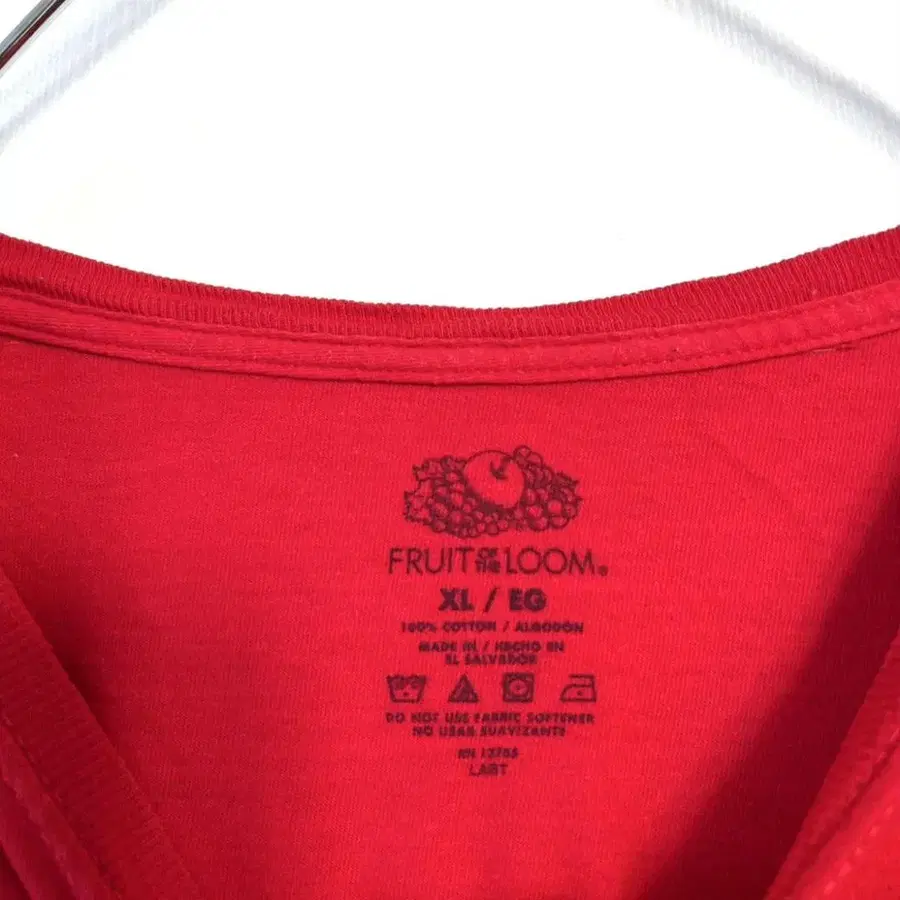 FRUIT OF THE LOOM®
XL / EG
100% COTTON / ALGODON
MADE IN / HECHO EN
EL SALVADOR
DO NOT USE FABRIC SOFTENER
NO USAR SUAVIZANTE
RN 13765
LABT